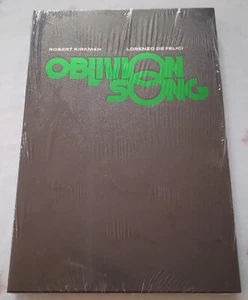 ROBERT KIRKMAN LORENZO DE FELICI
OBLIVION
SONG